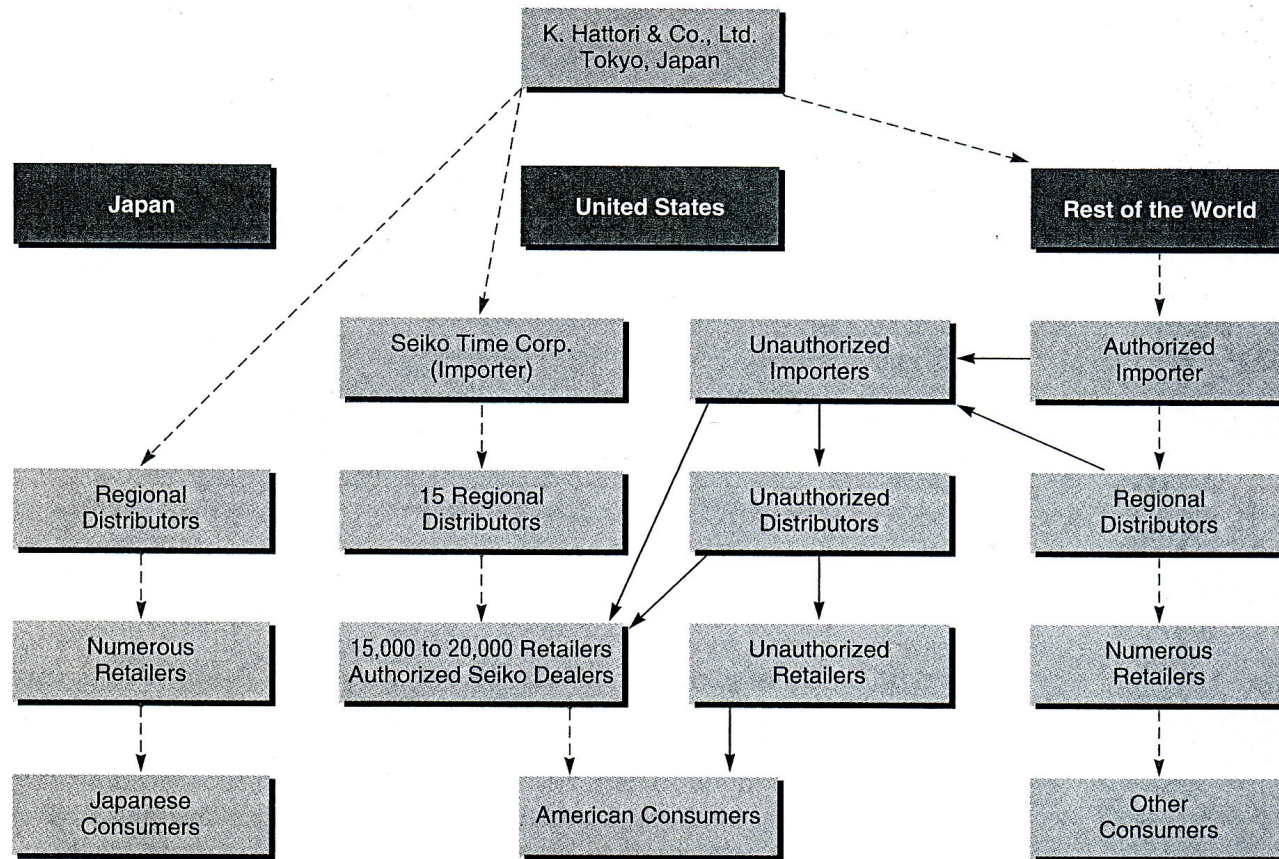 K. Hattori & Co., Ltd.
Tokyo, Japan
Japan
United States
Rest of the World
Seiko Time Corp.
(Importer)
Unauthorized
Importers
Authorized
Importer
Regional
Distributors
15 Regional
Distributors
Unauthorized
Distributors
Regional
Distributors
Numerous
Retailers
15,000 to 20,000 Retailers
Authorized Seiko Dealers
Unauthorized
Retailers
Numerous
Retailers
Japanese
Consumers
American Consumers
Other
Consumers